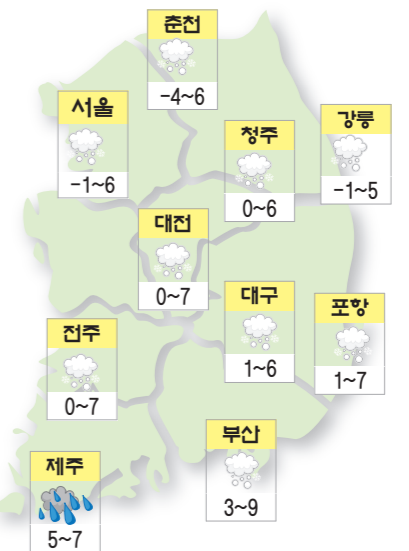 춘천
-4~6
서울
-1~6
청주
0~6
강릉
-1~5
대전
0~7
대구
1~6
포항
1~7
전주
0~7
부산
3~9
제주
5~7